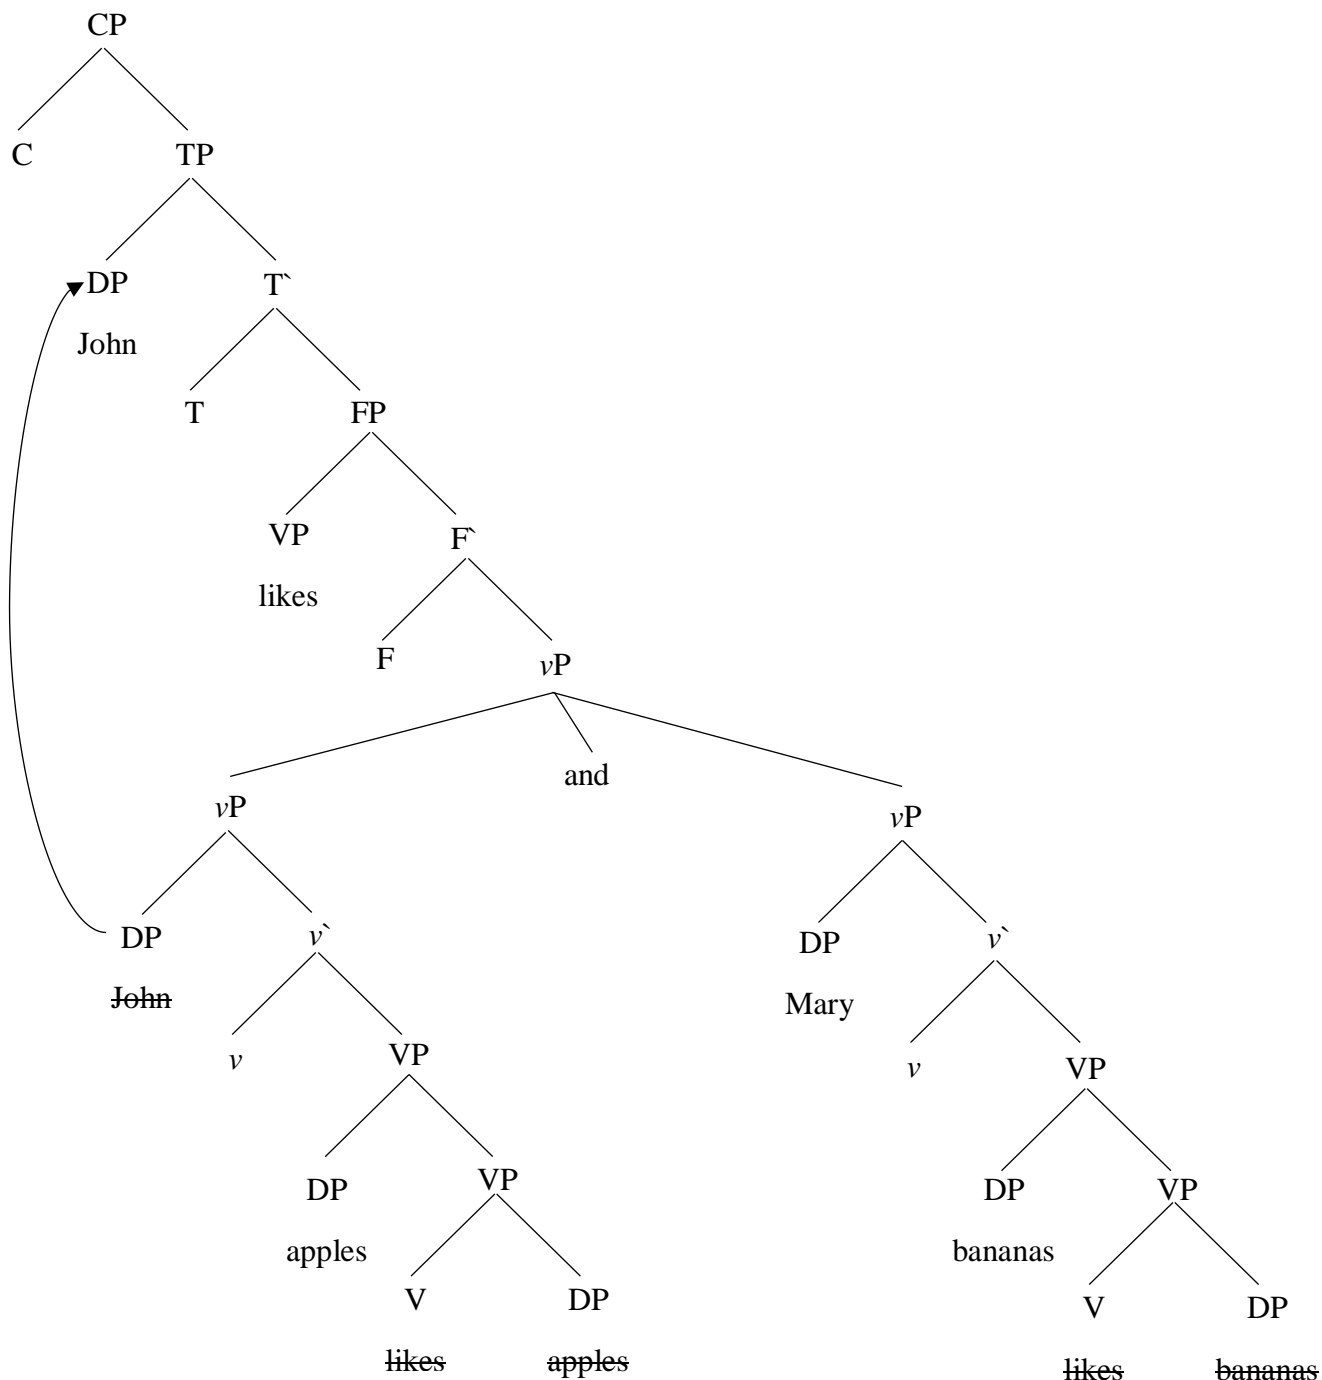 CP
C TP
DP T`
John
T FP
VP F`
likes
F vP
and
vP vP
DP v` DP v`
John Mary
v VP v VP
DP VP DP VP
apples bananas
V DP V DP
likes apples likes bananas